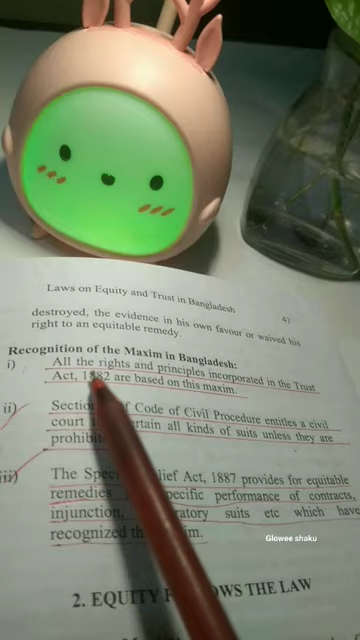 Laws on Equity and Trust in Bangladesh 41
destroyed, the evidence in his own favour or waived his
right to an equitable remedy.
Recognition of the Maxim in Bangladesh:
i) All the rights and principles incorporated in the Trust
Act, 1882 are based on this maxim.
ii) Section of Code of Civil Procedure entitles a civil
court all kinds of suits unless they are
prohibit
iii) The Relief Act, 1887 provides for equitable
remedies specific performance of contracts,
injunction, suits etc which have
recognized
Glowee shaku
2. EQUITY THE LAW